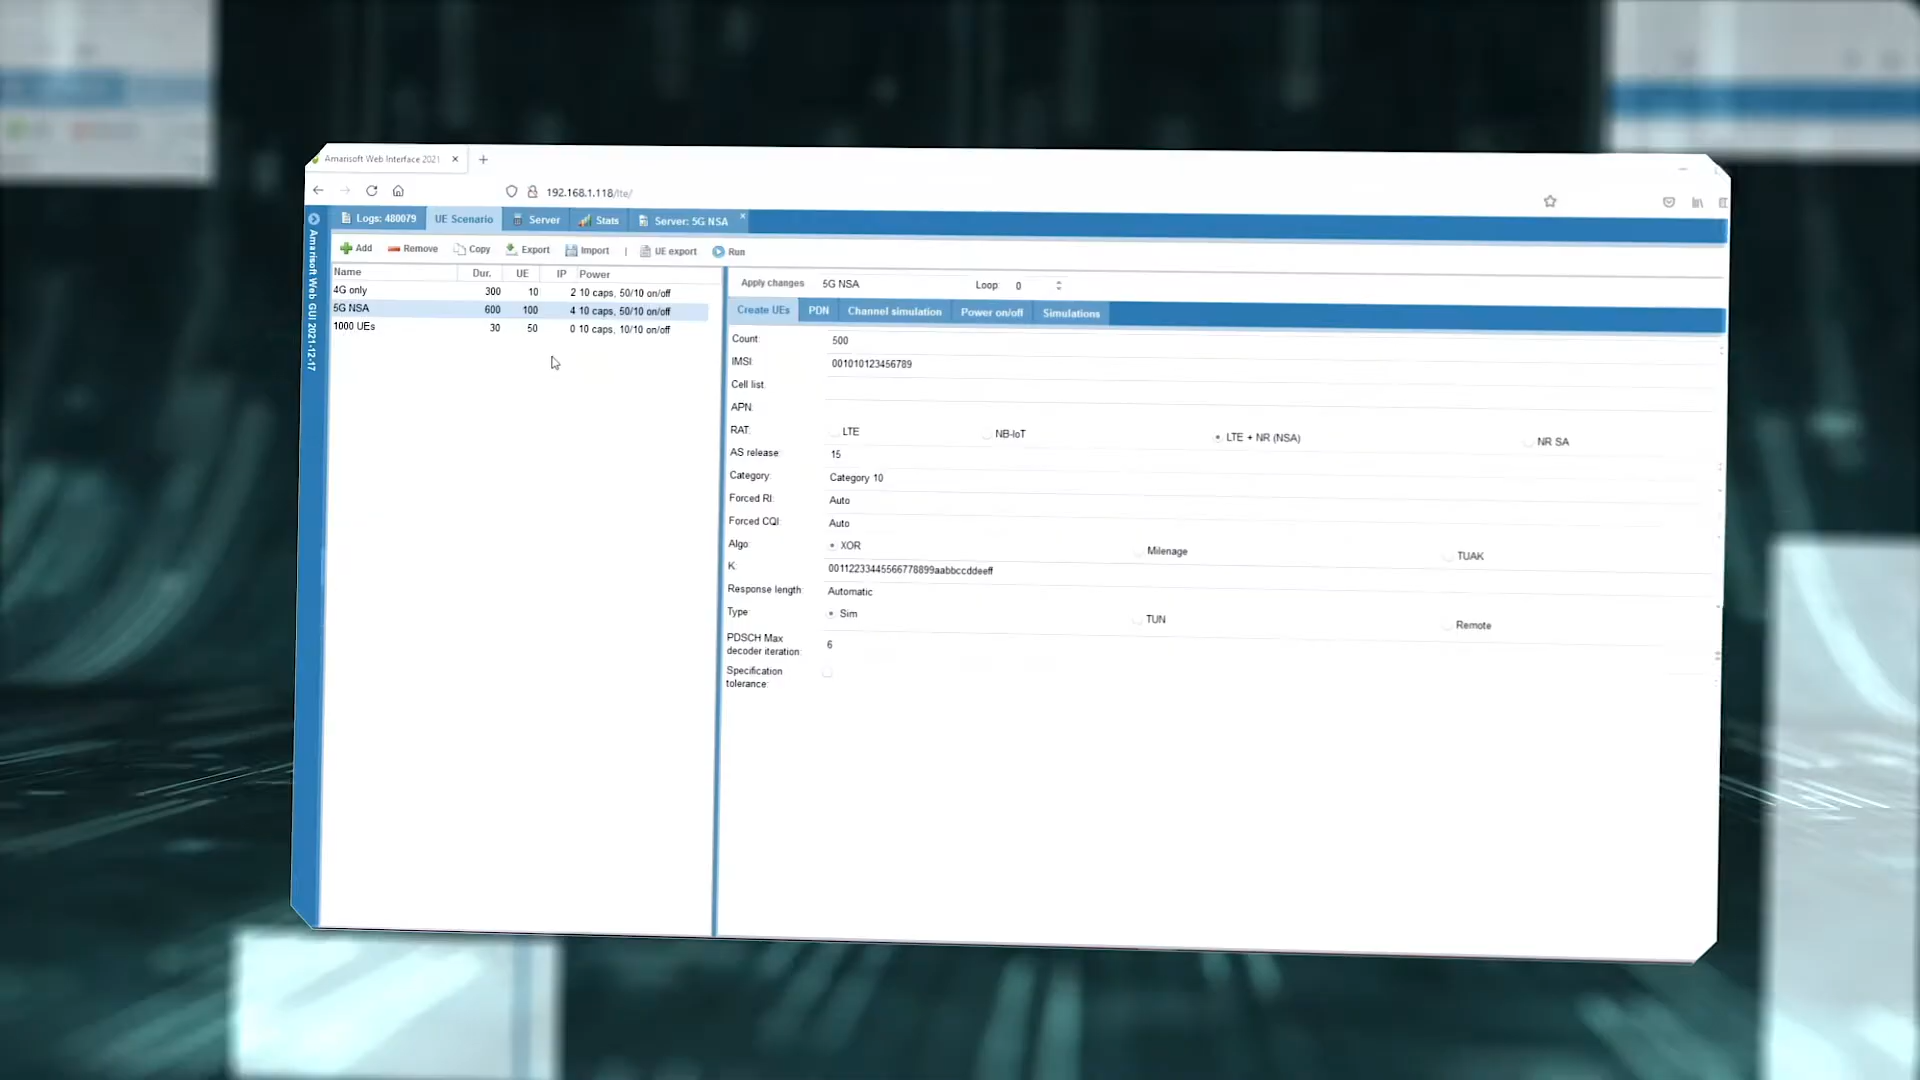 Amarisoft Web Interface 2021
192.168.1.118/lte/
Logs: 480079 UE Scenario Server Stats Server: 5G NSA
Add Remove Copy Export Import | UE export Run
Name Dur. UE IP Power
4G only 300 10 2 10 caps, 50/10 on/off
5G NSA 600 100 4 10 caps, 50/10 on/off
1000 UEs 30 50 0 10 caps, 10/10 on/off
Amarisoft Web GUI 2021-12-17
Apply changes 5G NSA Loop 0
Create UEs PDN Channel simulation Power on/off Simulations
Count: 500
IMSI: 001010123456789
Cell list:
APN:
RAT: LTE NB-IoT LTE + NR (NSA) NR SA
AS release: 15
Category: Category 10
Forced RI: Auto
Forced CQI: Auto
Algo: XOR Milenage TUAK
K: 00112233445566778899aabbccddeeff
Response length: Automatic
Type: Sim TUN Remote
PDSCH Max
decoder iteration: 6
Specification
tolerance: